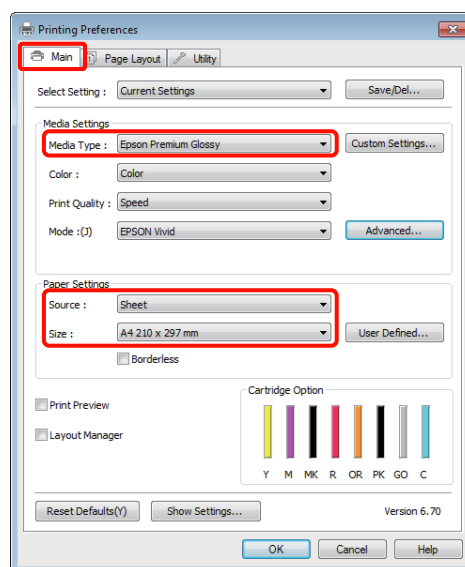 Printing Preferences
Main Page Layout Utility
Select Setting : Current Settings Save/Del...
Media Settings
Media Type : Epson Premium Glossy Custom Settings...
Color : Color
Print Quality : Speed
Mode :(J) EPSON Vivid Advanced...
Paper Settings
Source : Sheet
Size : A4 210 x 297 mm User Defined...
Borderless
Cartridge Option
Print Preview
Layout Manager
Y M MK R OR PK GO C
Reset Defaults(Y) Show Settings... Version 6.70
OK Cancel Help